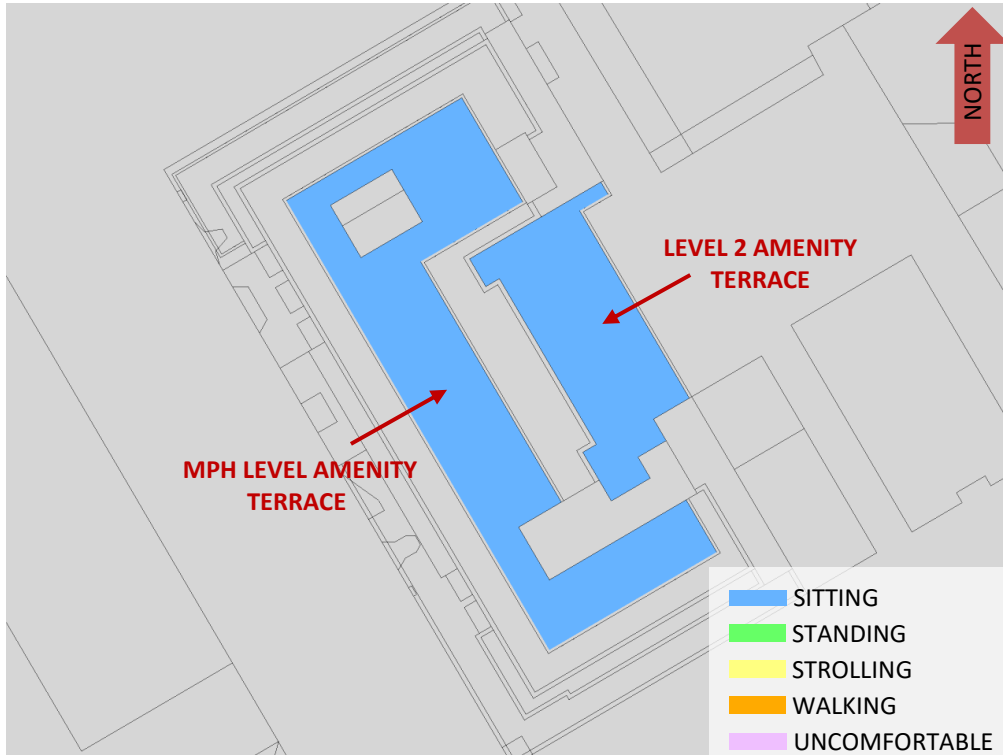 NORTH
LEVEL 2 AMENITY
TERRACE
MPH LEVEL AMENITY
TERRACE
SITTING
STANDING
STROLLING
WALKING
UNCOMFORTABLE